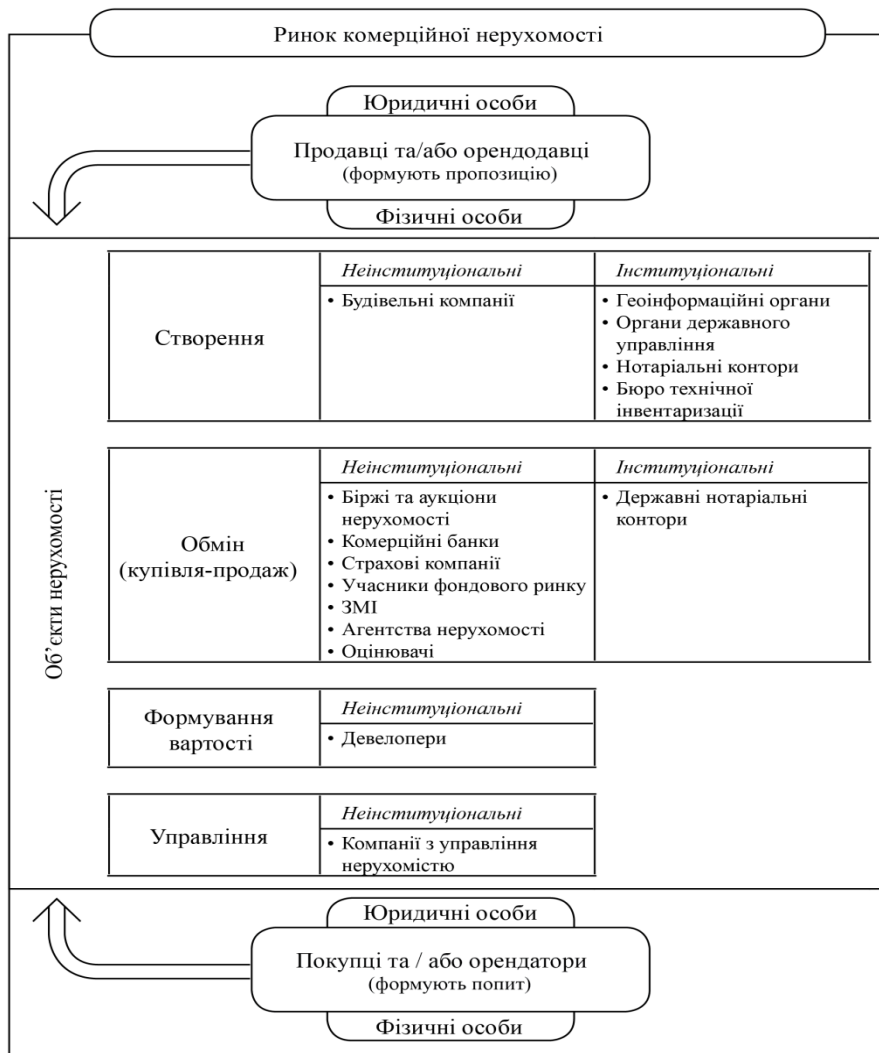 Ринок комерційної нерухомості
Юридичні особи
Продавці та/або орендодавці
(формують пропозицію)
Фізичні особи
Об’єкти нерухомості
Створення
Неінституціональні
• Будівельні компанії
Інституціональні
• Геоінформаційні органи
• Органи державного
управління
• Нотаріальні контори
• Бюро технічної
інвентаризації
Обмін
(купівля-продаж)
Неінституціональні
• Біржі та аукціони
нерухомості
• Комерційні банки
• Страхові компанії
• Учасники фондового ринку
• ЗМІ
• Агентства нерухомості
• Оцінювачі
Інституціональні
• Державні нотаріальні
контори
Формування
вартості
Неінституціональні
• Девелопери
Управління
Неінституціональні
• Компанії з управління
нерухомістю
Юридичні особи
Покупці та / або орендатори
(формують попит)
Фізичні особи